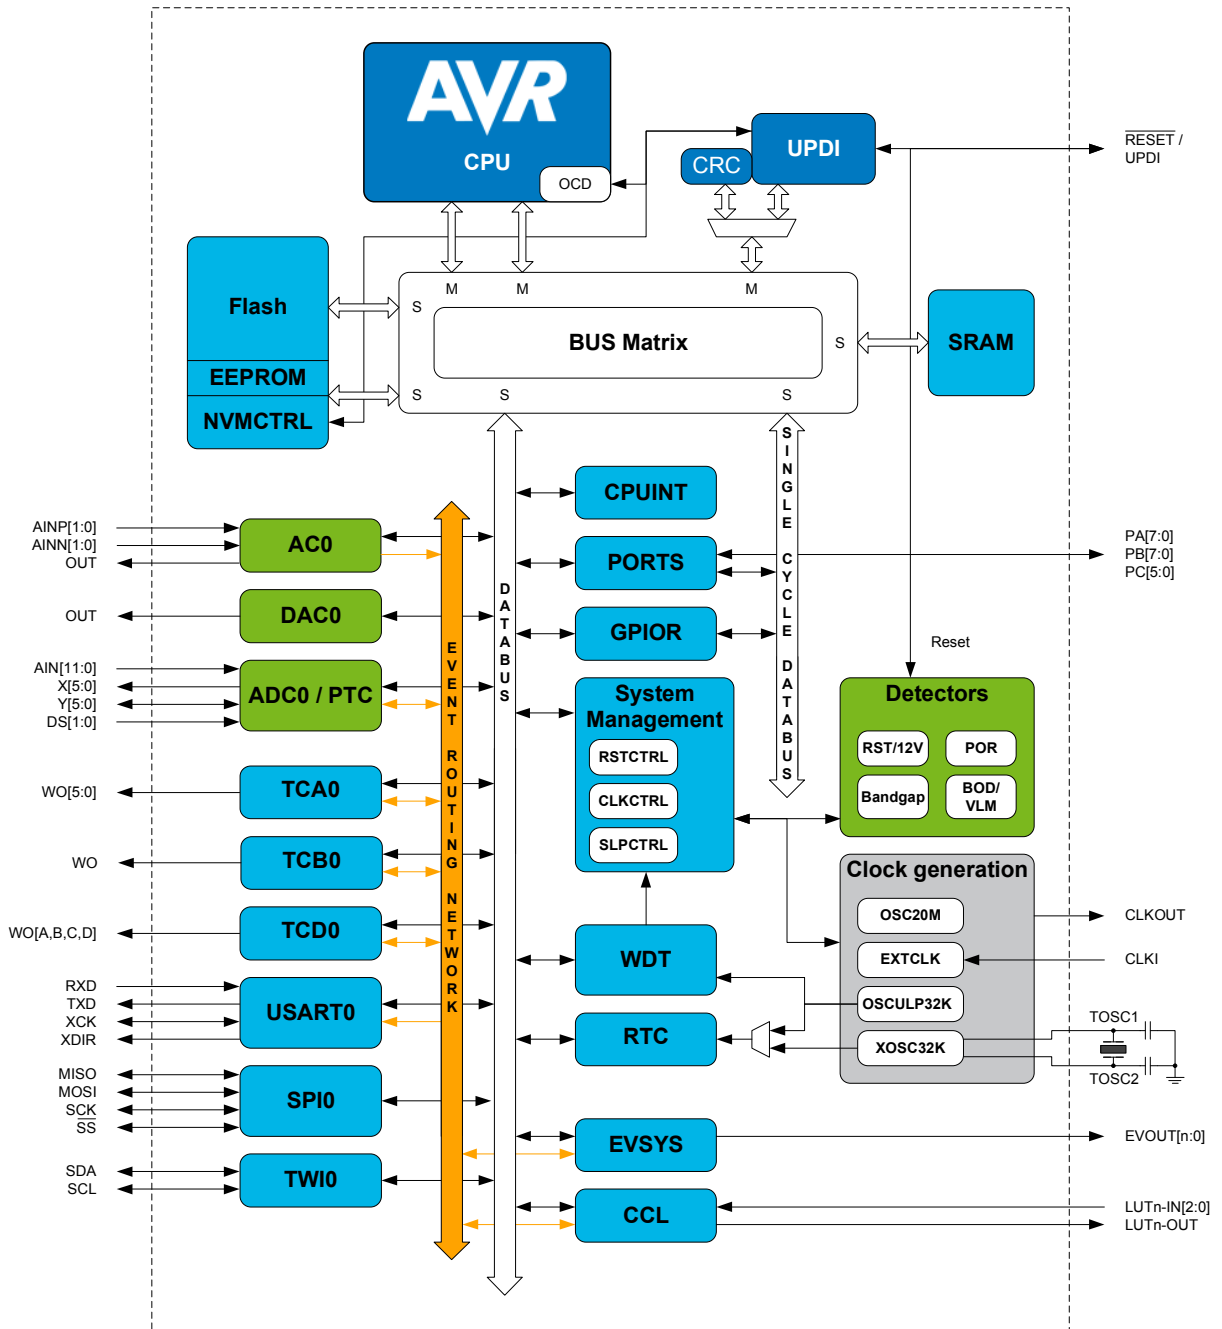 AVR
CPU
OCD
CRC
UPDI
RESET /
UPDI
Flash
EEPROM
NVMCTRL
M
M
M
S
S
S
S
S
BUS Matrix
SRAM
DATABUS
SINGLE CYCLE DATABUS
EVENT ROUTING NETWORK
AINP[1:0]
AINN[1:0]
OUT
AC0
OUT
DAC0
AIN[11:0]
X[5:0]
Y[5:0]
DS[1:0]
ADC0 / PTC
WO[5:0]
TCA0
WO
TCB0
WO[A,B,C,D]
TCD0
RXD
TXD
XCK
XDIR
USART0
MISO
MOSI
SCK
SS
SPI0
SDA
SCL
TWI0
CPUINT
PORTS
PA[7:0]
PB[7:0]
PC[5:0]
GPIOR
System
Management
RSTCTRL
CLKCTRL
SLPCTRL
Reset
Detectors
RST/12V
POR
Bandgap
BOD/
VLM
Clock generation
OSC20M
EXTCLK
OSCULP32K
XOSC32K
CLKOUT
CLKI
TOSC1
TOSC2
WDT
RTC
EVSYS
EVOUT[n:0]
CCL
LUTn-IN[2:0]
LUTn-OUT